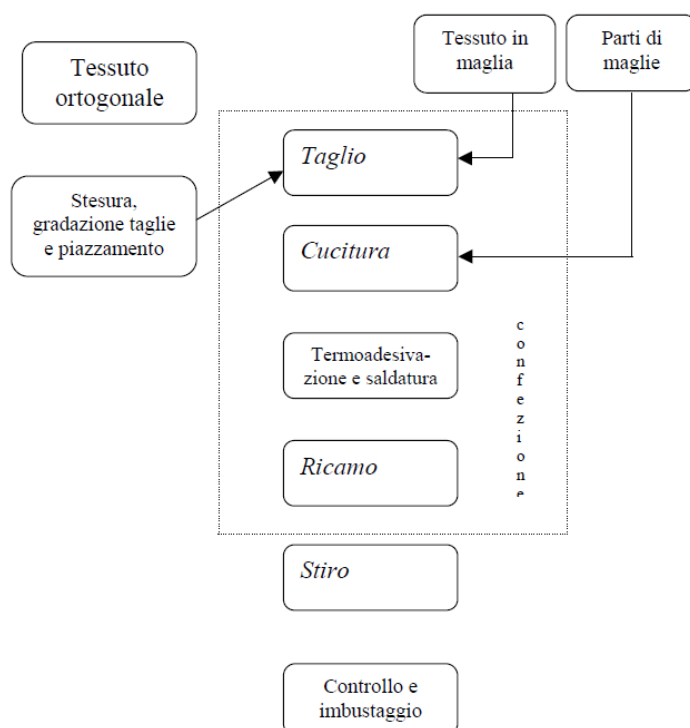 Tessuto
ortogonale
Tessuto in
maglia
Parti di
maglie
Taglio
Stesura,
gradazione taglie
e piazzamento
Cucitura
Termoadesiva-
zione e saldatura
confezione
Ricamo
Stiro
Controllo e
imbustaggio